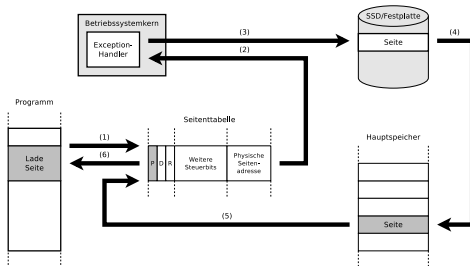 Betriebssystemkern
SSD/Festplatte
(3)
(4)
Exception-
Handler
Seite
(2)
Programm
Seitenttabelle
Hauptspeicher
(1)
Lade
Seite
(6)
P D R
Weitere
Steuerbits
Physische
Seiten-
adresse
(5)
Seite